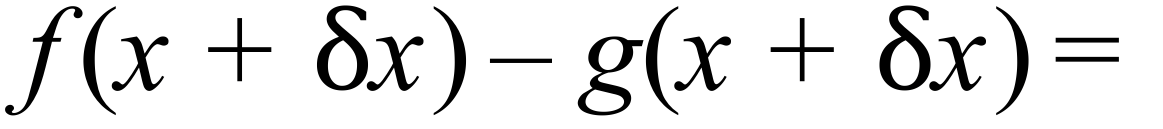 f(x + δx) − g(x + δx) =